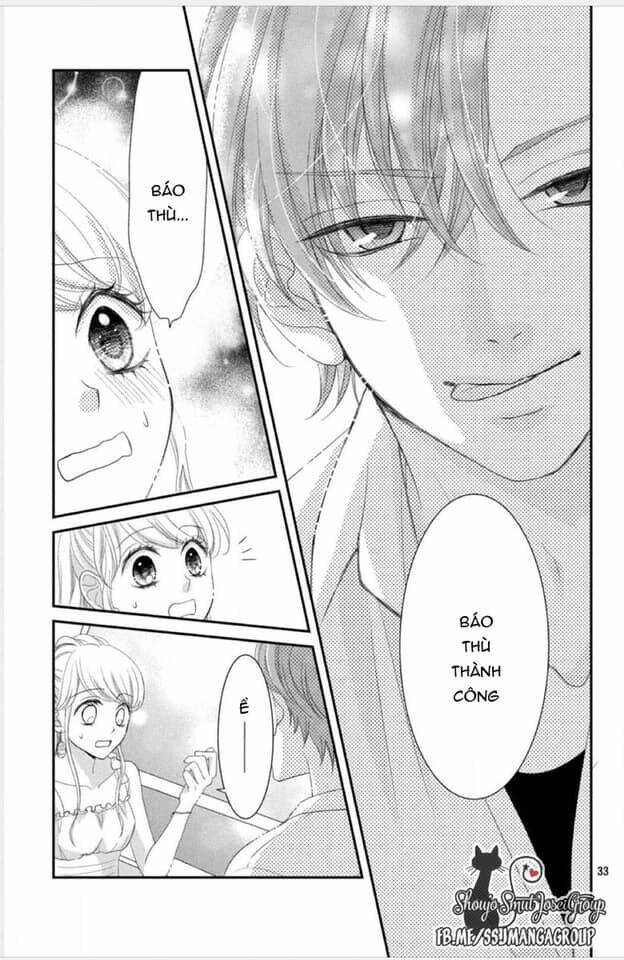 BÁO
THÙ
THÀNH
CÔNG
BÁO
THÙ...
Ể
33
Shoujo Smut Josei Group
FB.ME/SSJMANGAGROUP